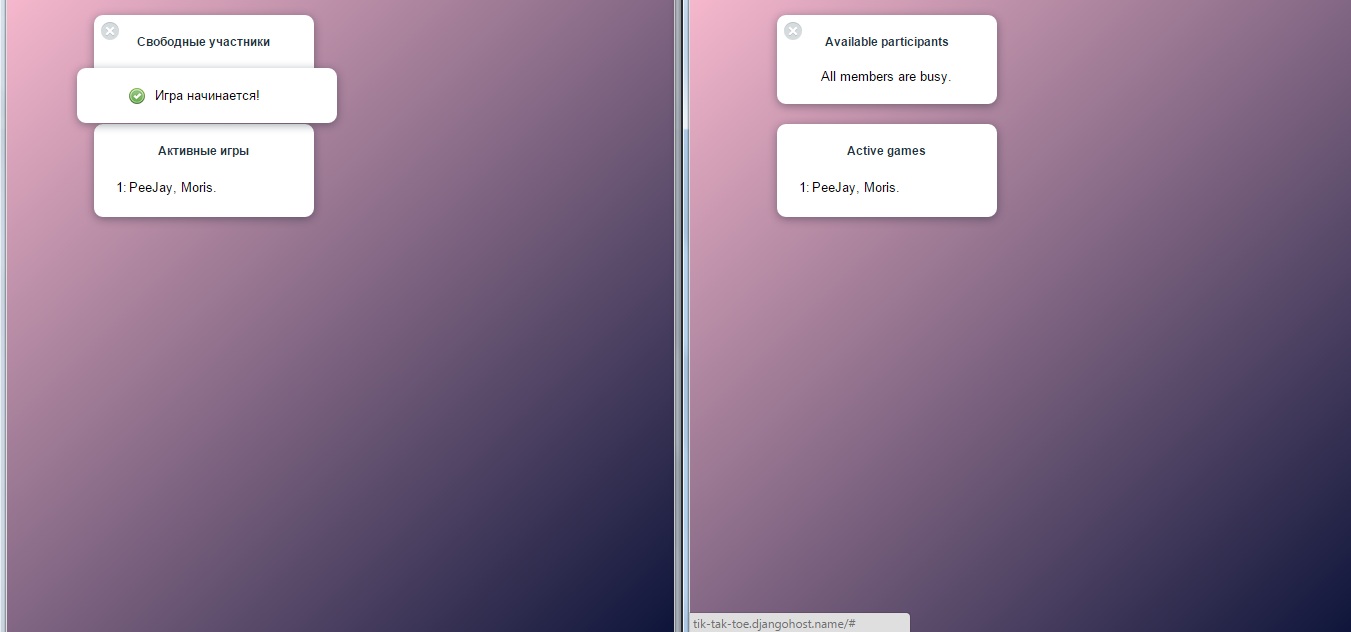 Свободные участники
Игра начинается!
Активные игры
1: PeeJay, Moris.
Available participants
All members are busy.
Active games
1: PeeJay, Moris.
tik-tak-toe.djangohost.name/#